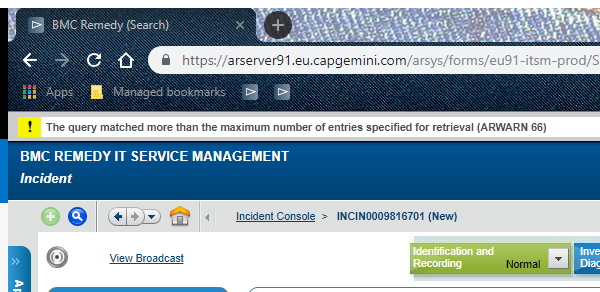 BMC Remedy (Search)
https://arserver91.eu.capgemini.com/arsys/forms/eu91-itsm-prod/S
Apps
Managed bookmarks
! The query matched more than the maximum number of entries specified for retrieval (ARWARN 66)
BMC REMEDY IT SERVICE MANAGEMENT
Incident
Incident Console > INCIN0009816701 (New)
View Broadcast
Identification and
Recording
Normal
Inve
Diag
AP